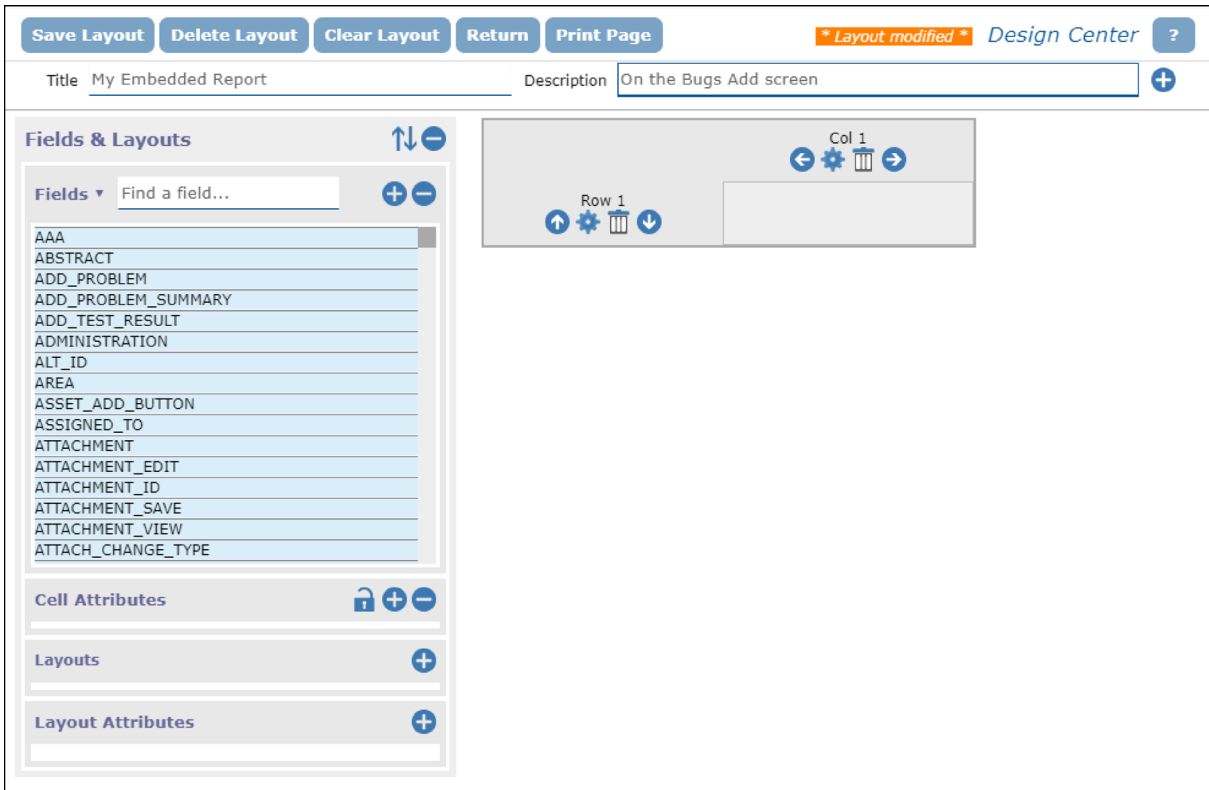 Save Layout Delete Layout Clear Layout Return Print Page * Layout modified * Design Center ?
Title My Embedded Report Description On the Bugs Add screen
Fields & Layouts
Col 1
Fields ▼ Find a field...
Row 1
AAA
ABSTRACT
ADD_PROBLEM
ADD_PROBLEM_SUMMARY
ADD_TEST_RESULT
ADMINISTRATION
ALT_ID
AREA
ASSET_ADD_BUTTON
ASSIGNED_TO
ATTACHMENT
ATTACHMENT_EDIT
ATTACHMENT_ID
ATTACHMENT_SAVE
ATTACHMENT_VIEW
ATTACH_CHANGE_TYPE
Cell Attributes
Layouts
Layout Attributes